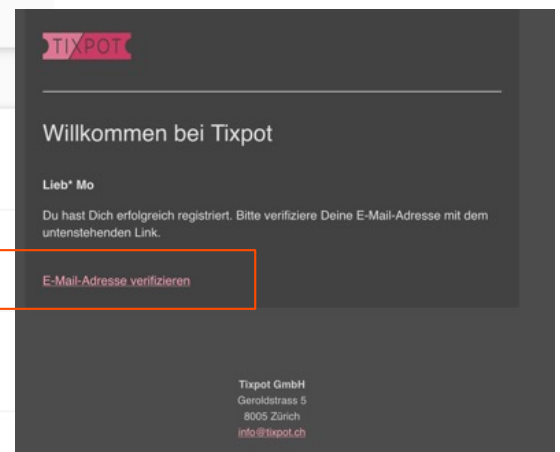 TIXPOT
Willkommen bei Tixpot
Lieb* Mo
Du hast Dich erfolgreich registriert. Bitte verifiziere Deine E-Mail-Adresse mit dem
untenstehenden Link.
E-Mail-Adresse verifizieren
Tixpot GmbH
Geroldstrass 5
8005 Zürich
info@tixpot.ch